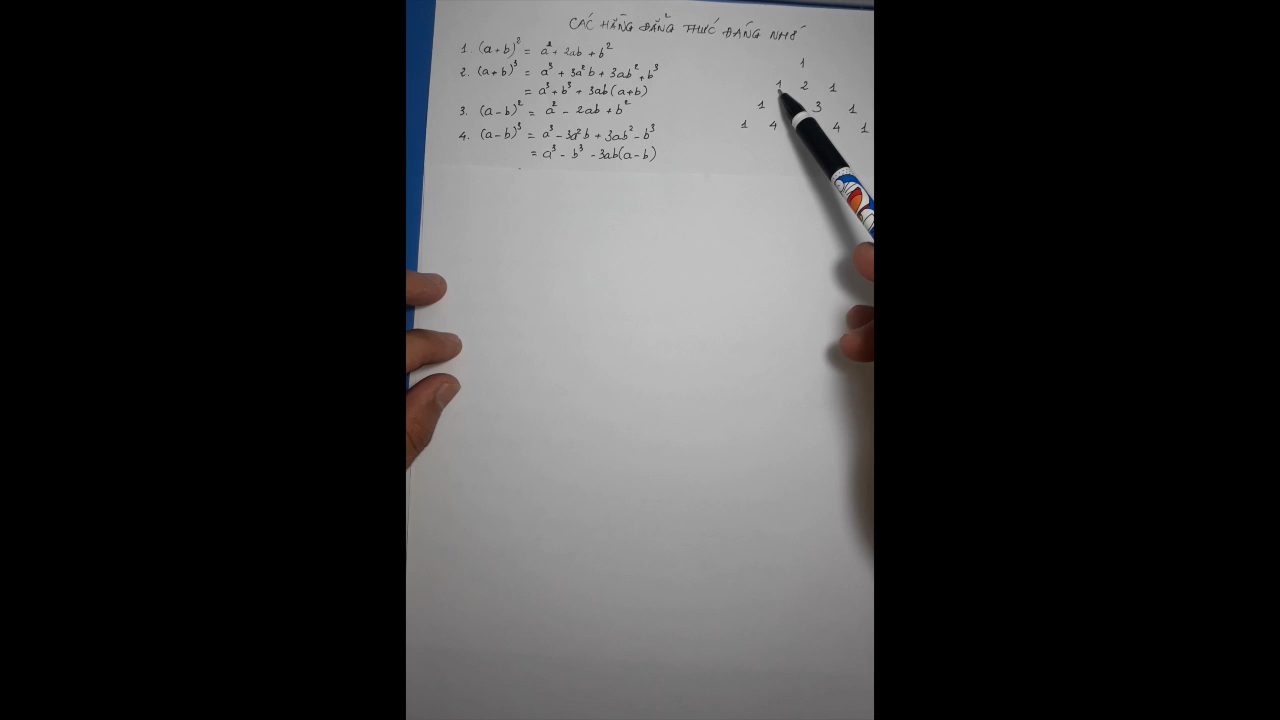 CÁC HẰNG ĐẲNG THỨC ĐÁNG NHỚ
1. (a+b)² = a² + 2ab + b²
2. (a+b)³ = a³ + 3a²b + 3ab² + b³
= a³ + b³ + 3ab(a+b)
3. (a-b)² = a² - 2ab + b²
4. (a-b)³ = a³ - 3a²b + 3ab² - b³
= a³ - b³ - 3ab(a-b)
1
1 2 1
1 3 1
1 4 4 1